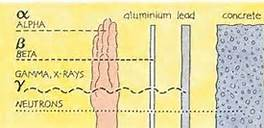 α aluminium lead concrete
ALPHA
β
BETA
GAMMA, X-RAYS
γ
NEUTRONS